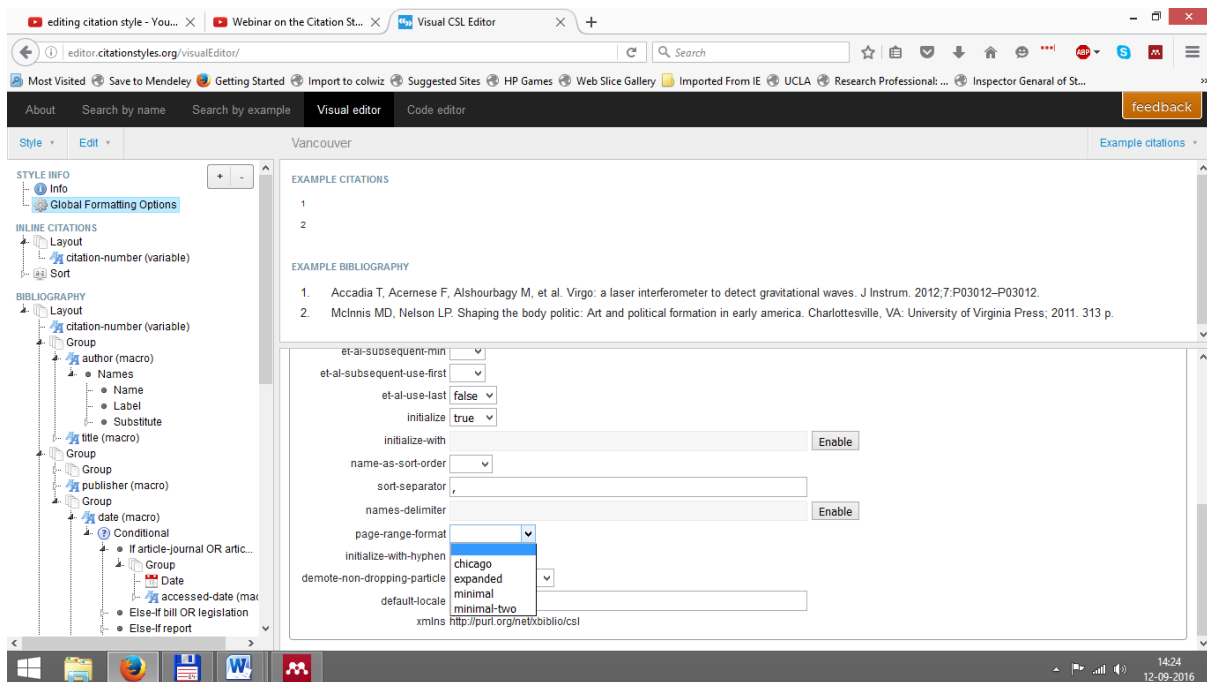 editing citation style - You...
Webinar on the Citation St...
Visual CSL Editor
editor.citationstyles.org/visualEditor/
Search
ABP
S
Most Visited Save to Mendeley Getting Started Import to colwiz Suggested Sites HP Games Web Slice Gallery Imported From IE UCLA Research Professional: ... Inspector Genaral of St... »
About Search by name Search by example Visual editor Code editor feedback
Style Edit Vancouver Example citations
STYLE INFO
+ -
Info
Global Formatting Options
INLINE CITATIONS
Layout
citation-number (variable)
Sort
BIBLIOGRAPHY
Layout
citation-number (variable)
Group
author (macro)
Names
Name
Label
Substitute
title (macro)
Group
Group
publisher (macro)
Group
date (macro)
Conditional
If article-journal OR artic...
Group
Date
accessed-date (mac
Else-If bill OR legislation
Else-If report
EXAMPLE CITATIONS
1
2
EXAMPLE BIBLIOGRAPHY
1. Accadia T, Acernese F, Alshourbagy M, et al. Virgo: a laser interferometer to detect gravitational waves. J Instrum. 2012;7:P03012–P03012.
2. McInnis MD, Nelson LP. Shaping the body politic: Art and political formation in early america. Charlottesville, VA: University of Virginia Press; 2011. 313 p.
et-al-subsequent-min
et-al-subsequent-use-first
et-al-use-last false
initialize true
initialize-with Enable
name-as-sort-order
sort-separator ,
names-delimiter Enable
page-range-format
chicago
expanded
minimal
minimal-two
initialize-with-hyphen
demote-non-dropping-particle
default-locale
xmlns http://purl.org/net/xbiblio/csl
W
14:24
12-09-2016